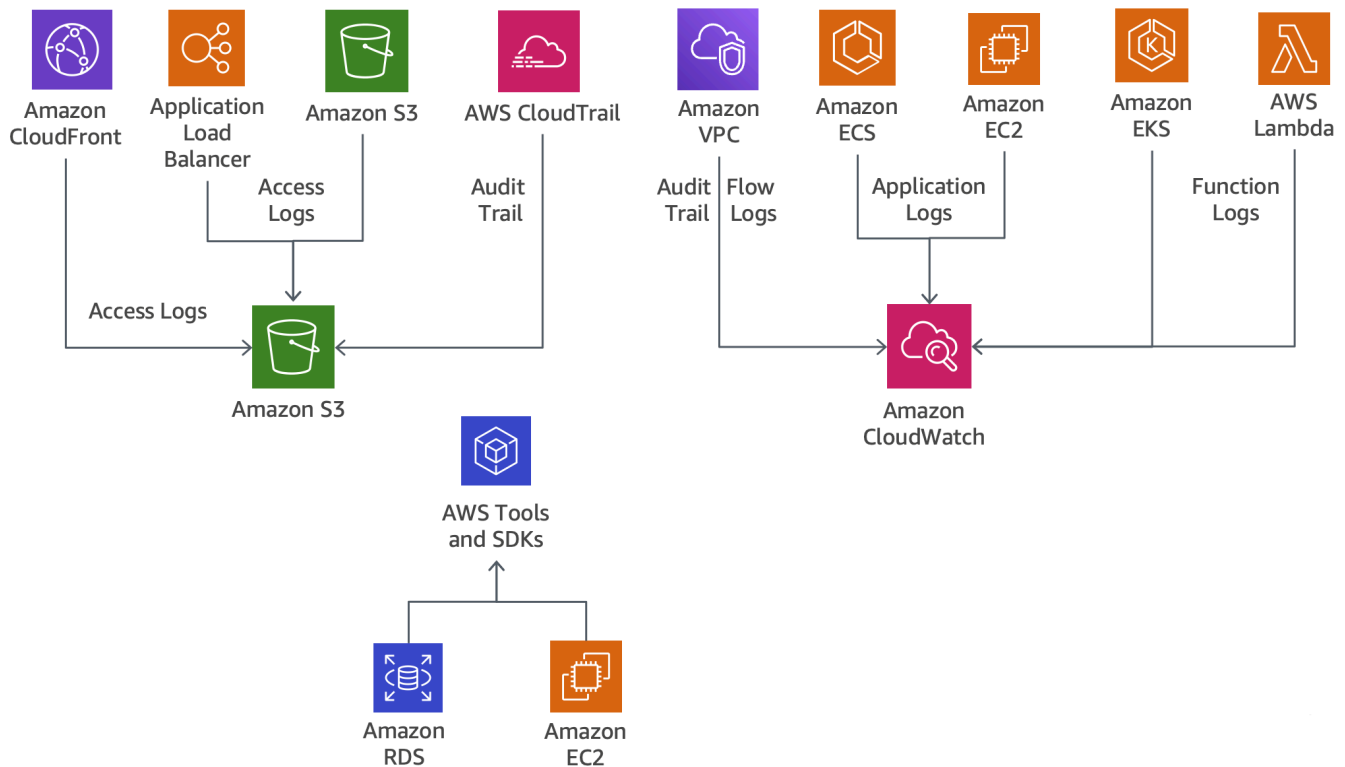 Amazon
CloudFront
Application
Load
Balancer
Amazon S3
AWS CloudTrail
Amazon
VPC
Amazon
ECS
Amazon
EC2
K
Amazon
EKS
AWS
Lambda
Access
Logs
Audit
Trail
Audit
Trail
Flow
Logs
Application
Logs
Function
Logs
Access Logs
Amazon S3
Amazon
CloudWatch
AWS Tools
and SDKs
Amazon
RDS
Amazon
EC2